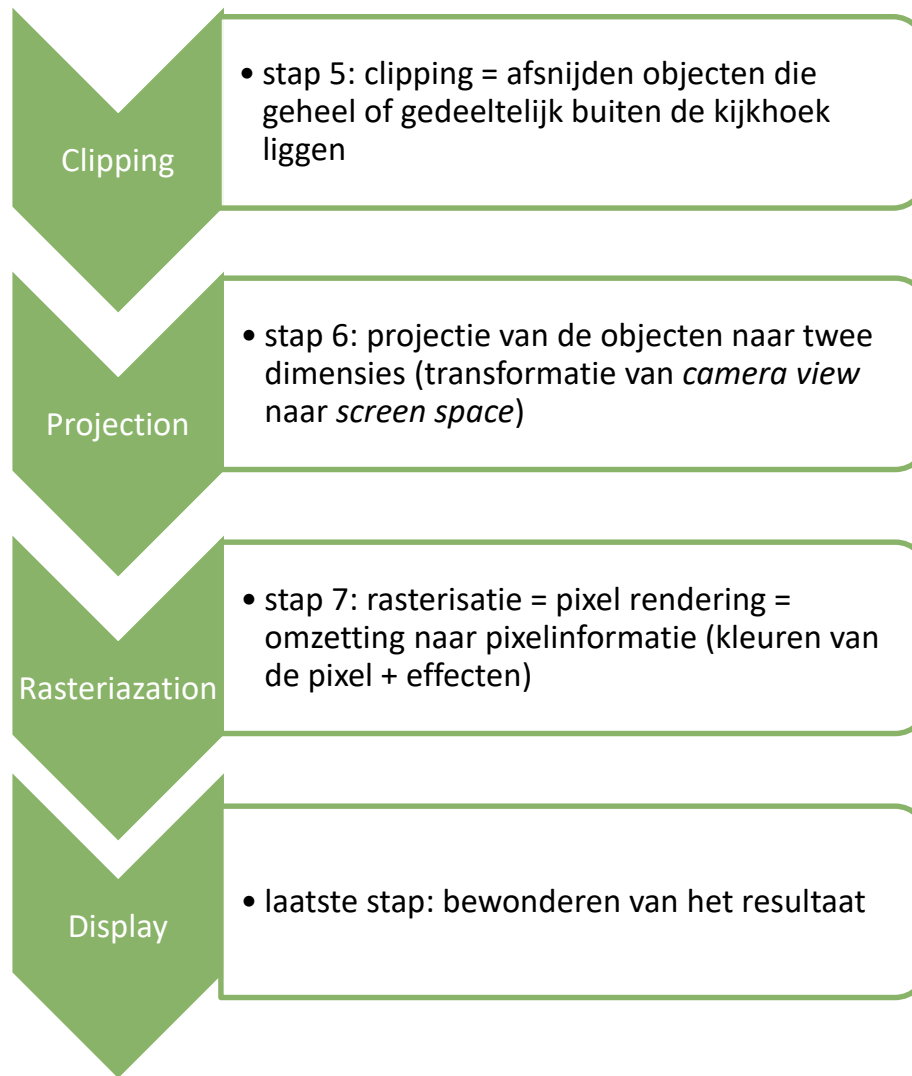 Clipping
• stap 5: clipping = afsnijden objecten die
geheel of gedeeltelijk buiten de kijkhoek
liggen
Projection
• stap 6: projectie van de objecten naar twee
dimensies (transformatie van camera view
naar screen space)
Rasteriazation
• stap 7: rasterisatie = pixel rendering =
omzetting naar pixelinformatie (kleuren van
de pixel + effecten)
Display
• laatste stap: bewonderen van het resultaat